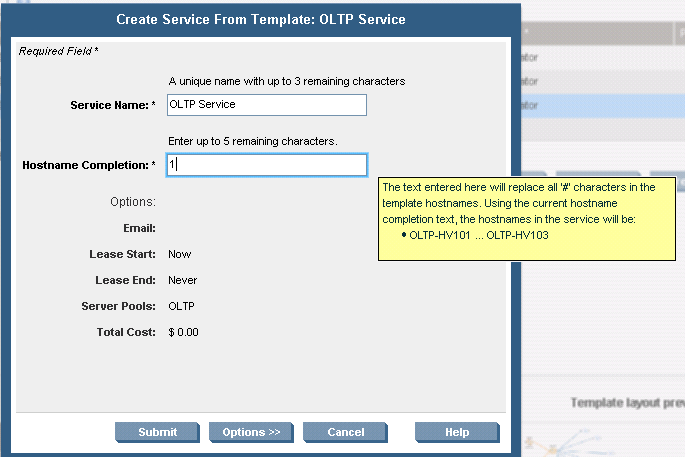 Create Service From Template: OLTP Service
Required Field *
A unique name with up to 3 remaining characters
Service Name: * OLTP Service
Enter up to 5 remaining characters.
Hostname Completion: * 1
The text entered here will replace all '#' characters in the
template hostnames. Using the current hostname
completion text, the hostnames in the service will be:
• OLTP-HV101 ... OLTP-HV103
Options:
Email:
Lease Start: Now
Lease End: Never
Server Pools: OLTP
Total Cost: $ 0.00
Submit Options >> Cancel Help
ator
ator
ator
Template layout prev